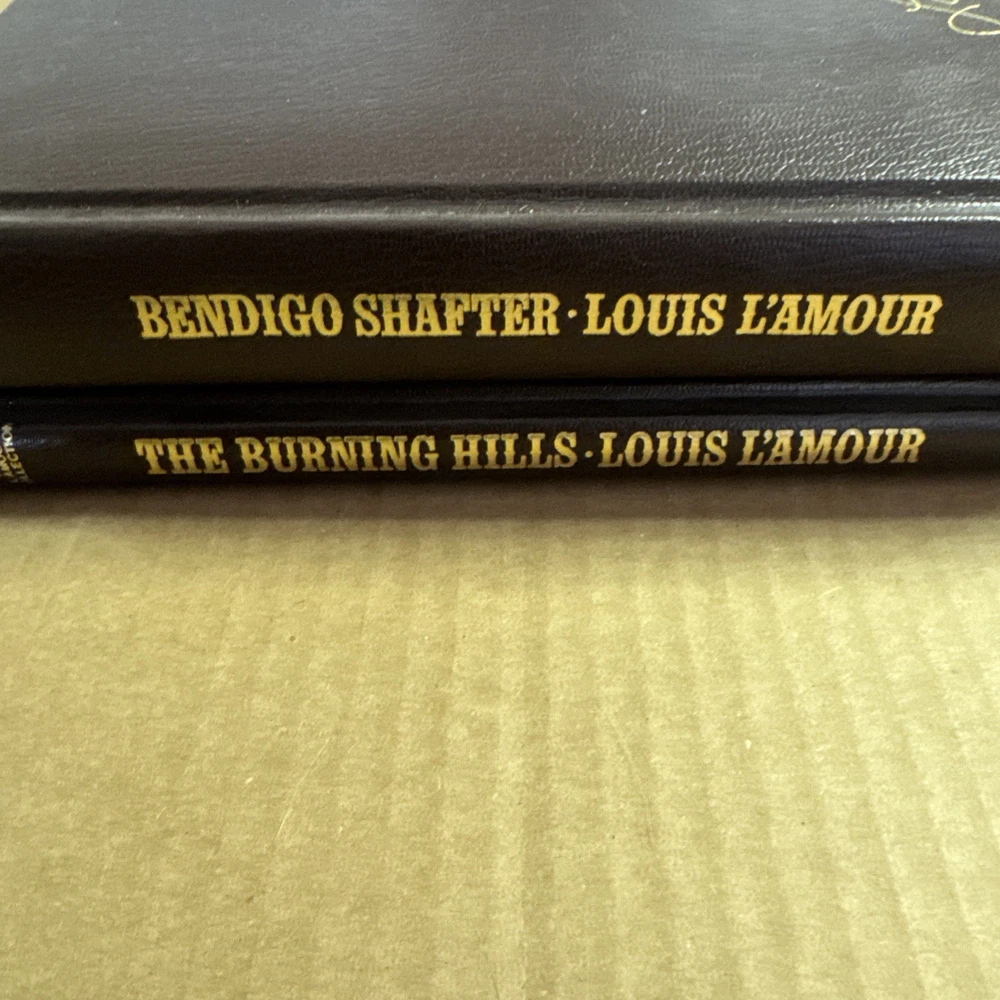 BENDIGO SHAFTER · LOUIS L'AMOUR
THE BURNING HILLS · LOUIS L'AMOUR